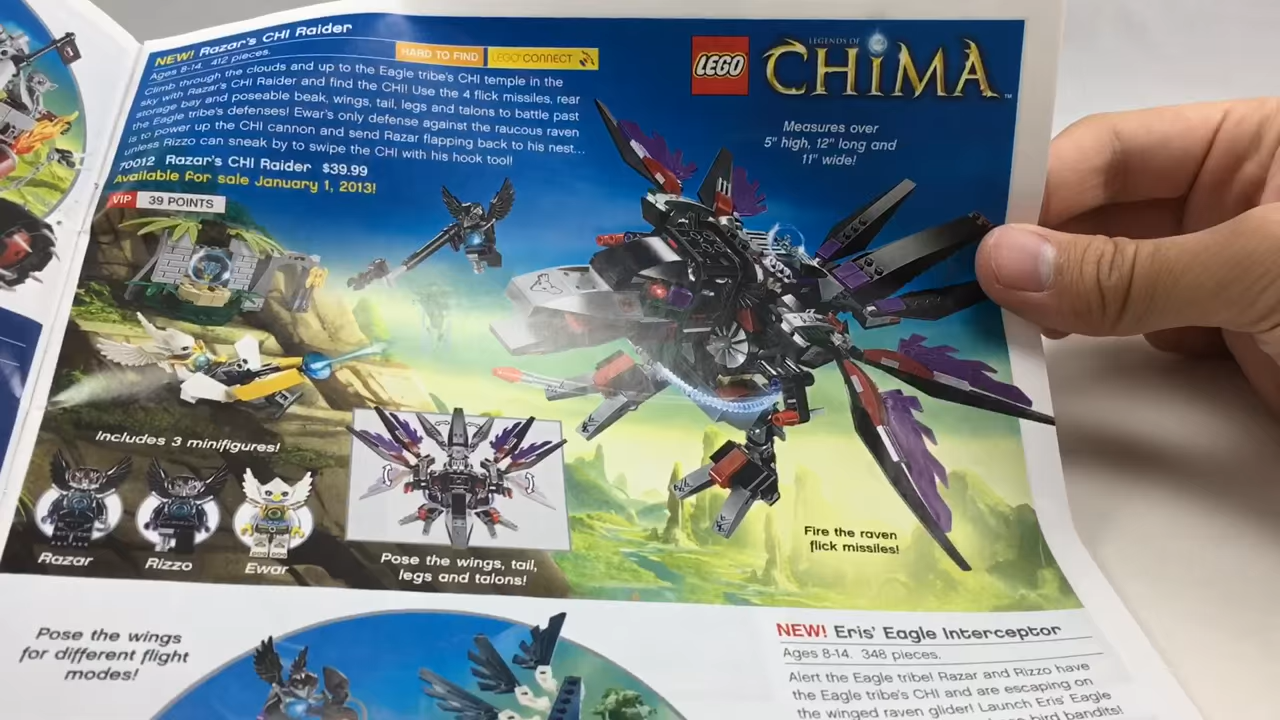 NEW! Razar's CHI Raider
Ages 8-14. 412 pieces.
HARD TO FIND
LEGO CONNECT
Climb through the clouds and up to the Eagle tribe's CHI temple in the
sky with Razar's CHI Raider and find the CHI! Use the 4 flick missiles, rear
storage bay and poseable beak, wings, tail, legs and talons to battle past
the Eagle tribe's defenses! Ewar's only defense against the raucous raven
is to power up the CHI cannon and send Razar flapping back to his nest...
unless Rizzo can sneak by to swipe the CHI with his hook tool!
70012 Razar's CHI Raider $39.99
Available for sale January 1, 2013!
VIP 39 POINTS
LEGO
LEGENDS OF
CHiMA™
Measures over
5" high, 12" long and
11" wide!
Includes 3 minifigures!
Razar
Rizzo
Ewar
Pose the wings, tail,
legs and talons!
Fire the raven
flick missiles!
Pose the wings
for different flight
modes!
NEW! Eris' Eagle Interceptor
Ages 8-14. 348 pieces.
Alert the Eagle tribe! Razar and Rizzo have
the Eagle tribe's CHI and are escaping on
the winged raven glider! Launch Eris' Eagle
bird bandits!